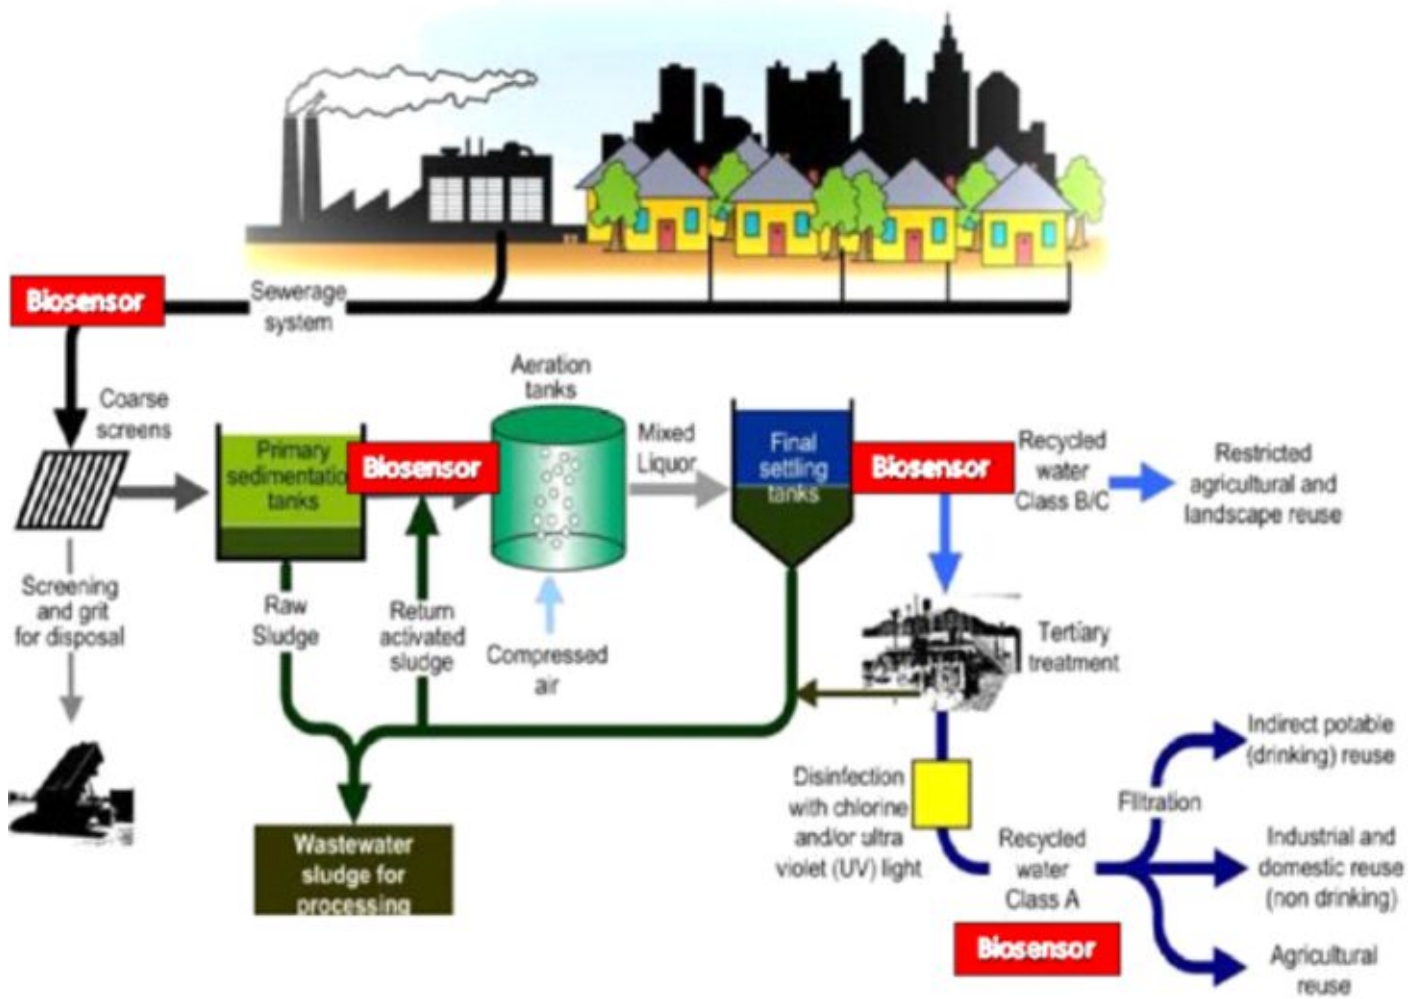 Biosensor
Sewerage
system
Coarse
screens
Primary
sedimentatio
tanks
Biosensor
Aeration
tanks
Mixed
Liquor
Final
settling
tanks
Biosensor
Recycled
water
Class B/C
Restricted
agricultural and
landscape reuse
Screening
and grit
for disposal
Raw
Sludge
Return
activated
sludge
Compressed
air
Tertiary
treatment
Wastewater
sludge for
processing
Disinfection
with chlorine
and/or ultra
violet (UV) light
Recycled
water
Class A
Biosensor
Filtration
Indirect potable
(drinking) reuse
Industrial and
domestic reuse
(non drinking)
Agricultural
reuse